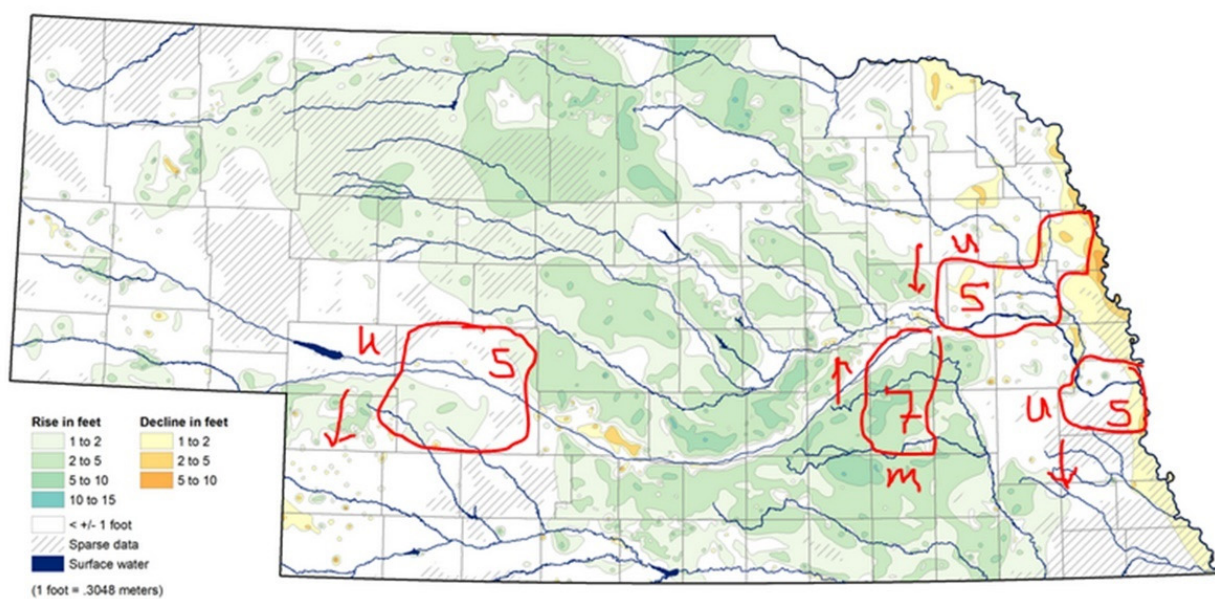 u
5
↓
u
5
↓
↑
7
m
u
5
↓
Rise in feet
1 to 2
2 to 5
5 to 10
10 to 15
Decline in feet
1 to 2
2 to 5
5 to 10
< +/- 1 foot
Sparse data
Surface water
(1 foot = .3048 meters)